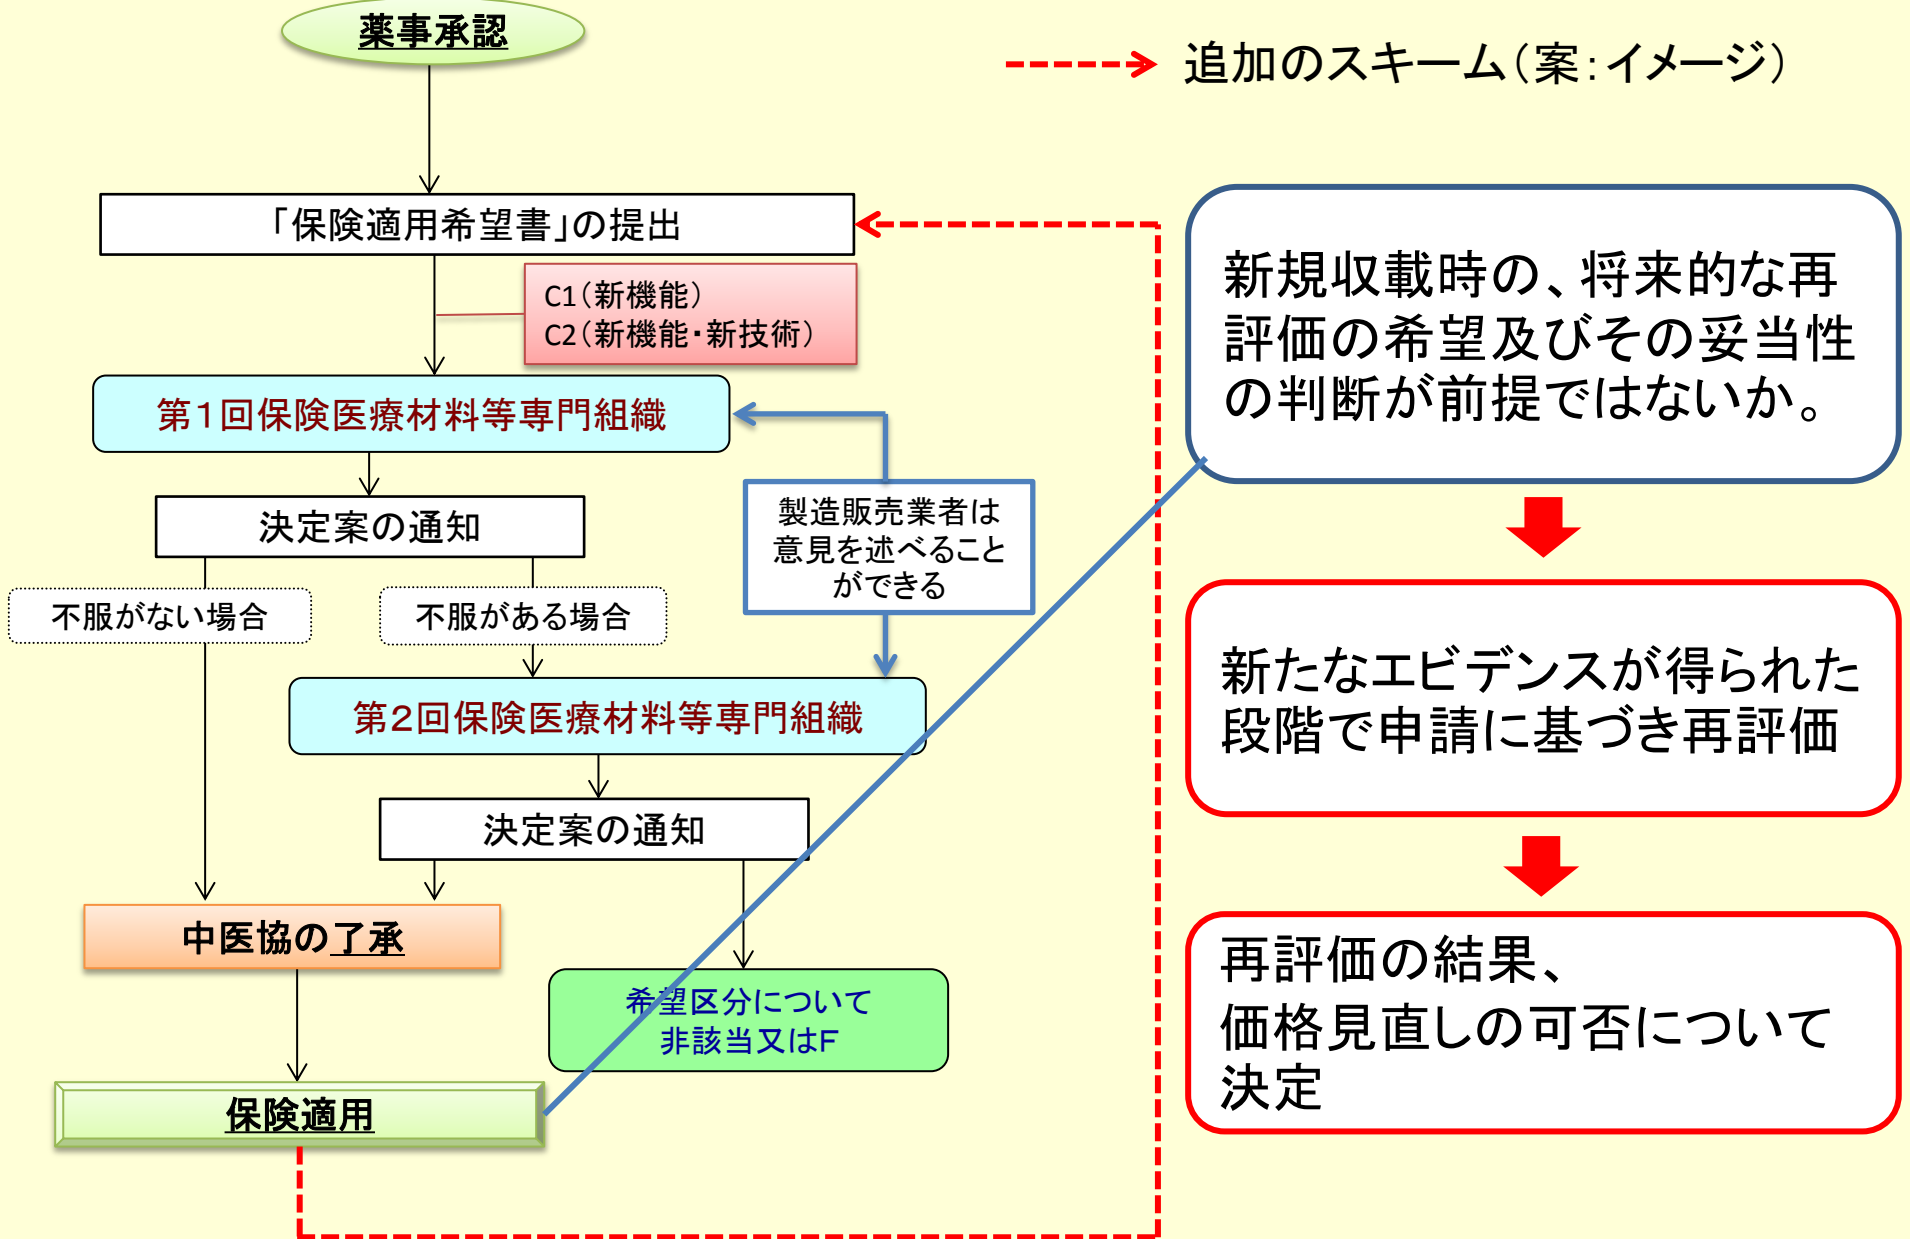 薬事承認
追加のスキーム（案：イメージ）
「保険適用希望書」の提出
C1（新機能）
C2（新機能・新技術）
第１回保険医療材料等専門組織
決定案の通知
製造販売業者は
意見を述べること
ができる
不服がない場合
不服がある場合
第２回保険医療材料等専門組織
決定案の通知
中医協の了承
希望区分について
非該当又はF
保険適用
新規収載時の、将来的な再
評価の希望及びその妥当性
の判断が前提ではないか。
新たなエビデンスが得られた
段階で申請に基づき再評価
再評価の結果、
価格見直しの可否について
決定